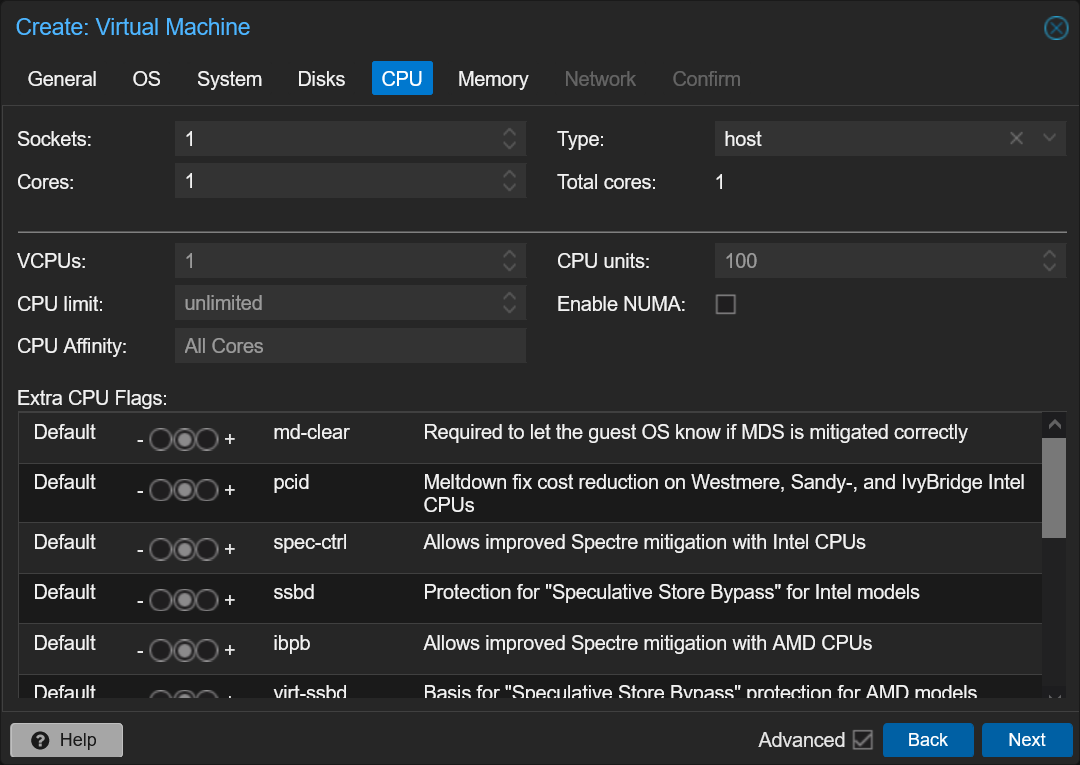 Create: Virtual Machine
General OS System Disks CPU Memory Network Confirm
Sockets: 1 Type: host
Cores: 1 Total cores: 1
VCPUs: 1 CPU units: 100
CPU limit: unlimited Enable NUMA:
CPU Affinity: All Cores
Extra CPU Flags:
Default - + md-clear Required to let the guest OS know if MDS is mitigated correctly
Default - + pcid Meltdown fix cost reduction on Westmere, Sandy-, and IvyBridge Intel
CPUs
Default - + spec-ctrl Allows improved Spectre mitigation with Intel CPUs
Default - + ssbd Protection for "Speculative Store Bypass" for Intel models
Default - + ibpb Allows improved Spectre mitigation with AMD CPUs
Default - + virt-ssbd Basis for "Speculative Store Bypass" protection for AMD models
Help Advanced Back Next